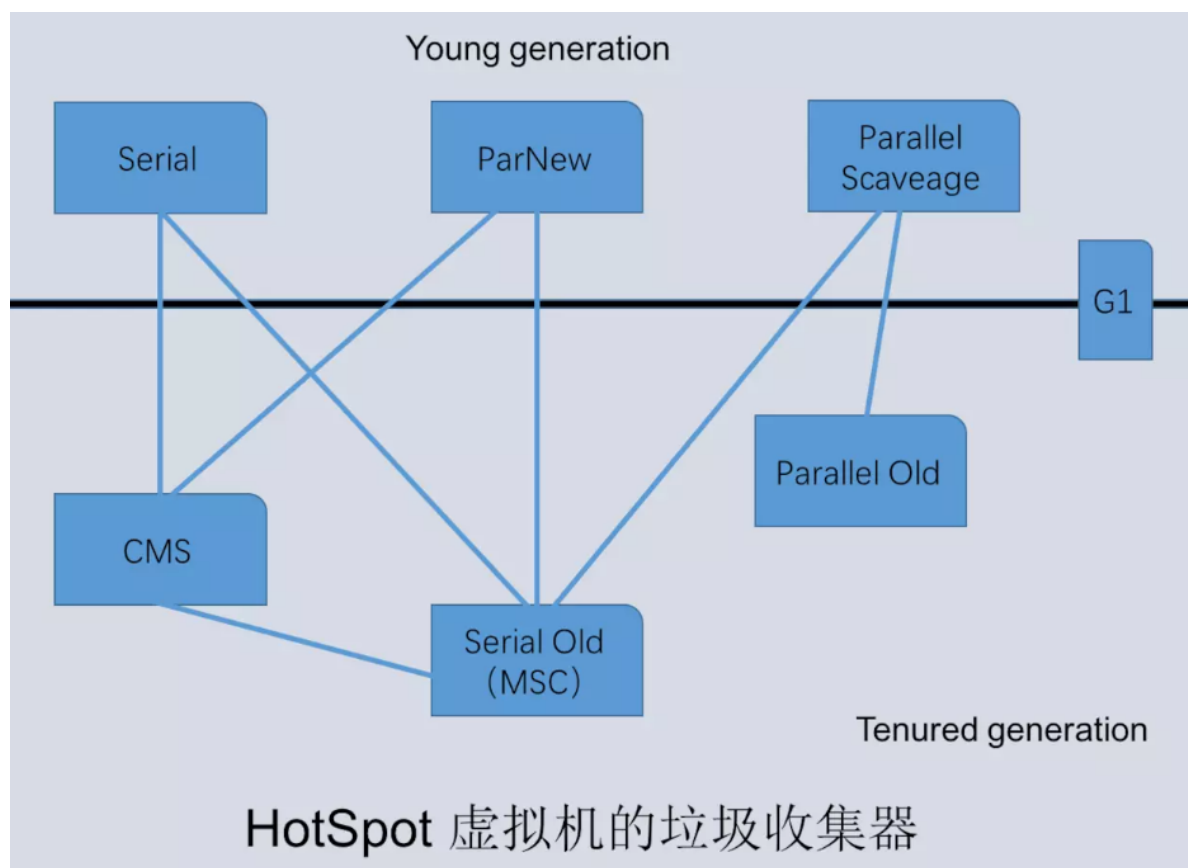 Young generation
Serial
ParNew
Parallel
Scaveage
G1
Parallel Old
CMS
Serial Old
（MSC）
Tenured generation
HotSpot 虚拟机的垃圾收集器